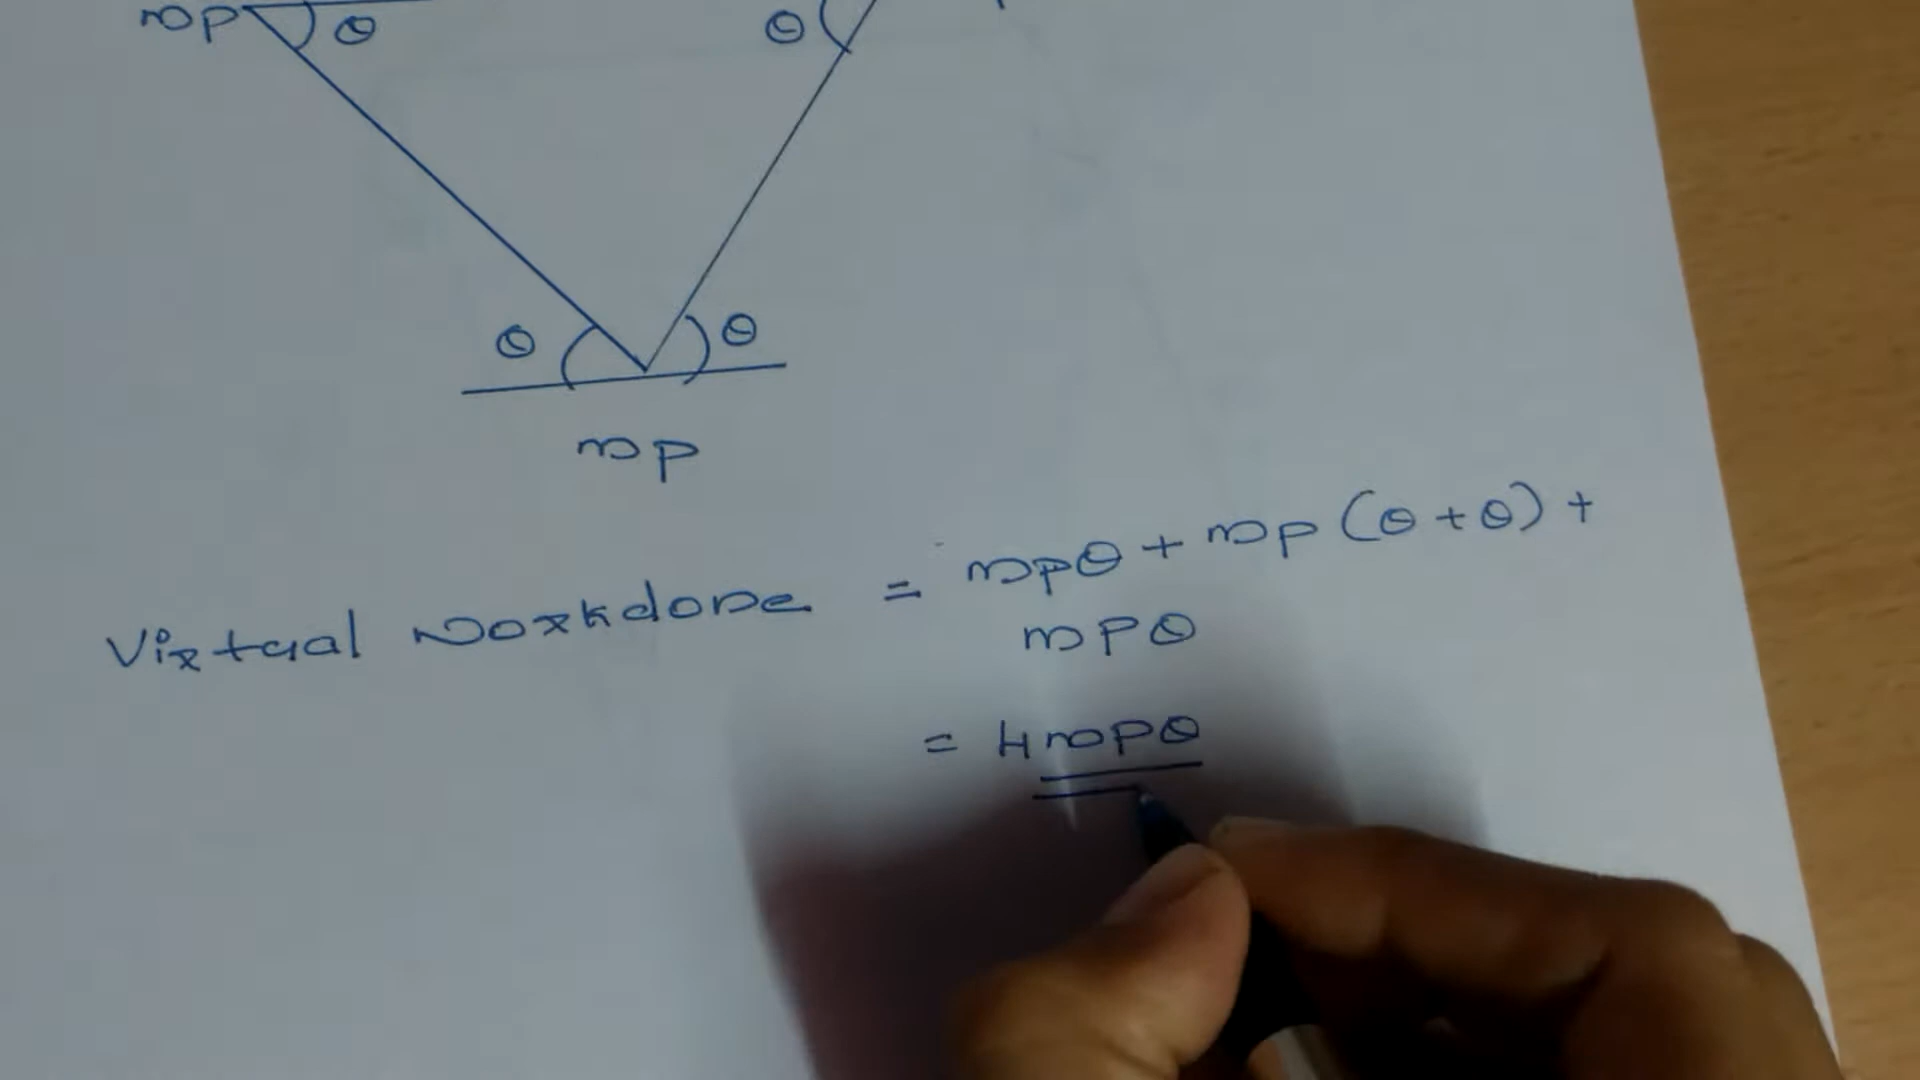 mp θ θ
θ θ
mp
Virtual workdone = mpθ + mp (θ + θ) +
mpθ
= 4mpθ